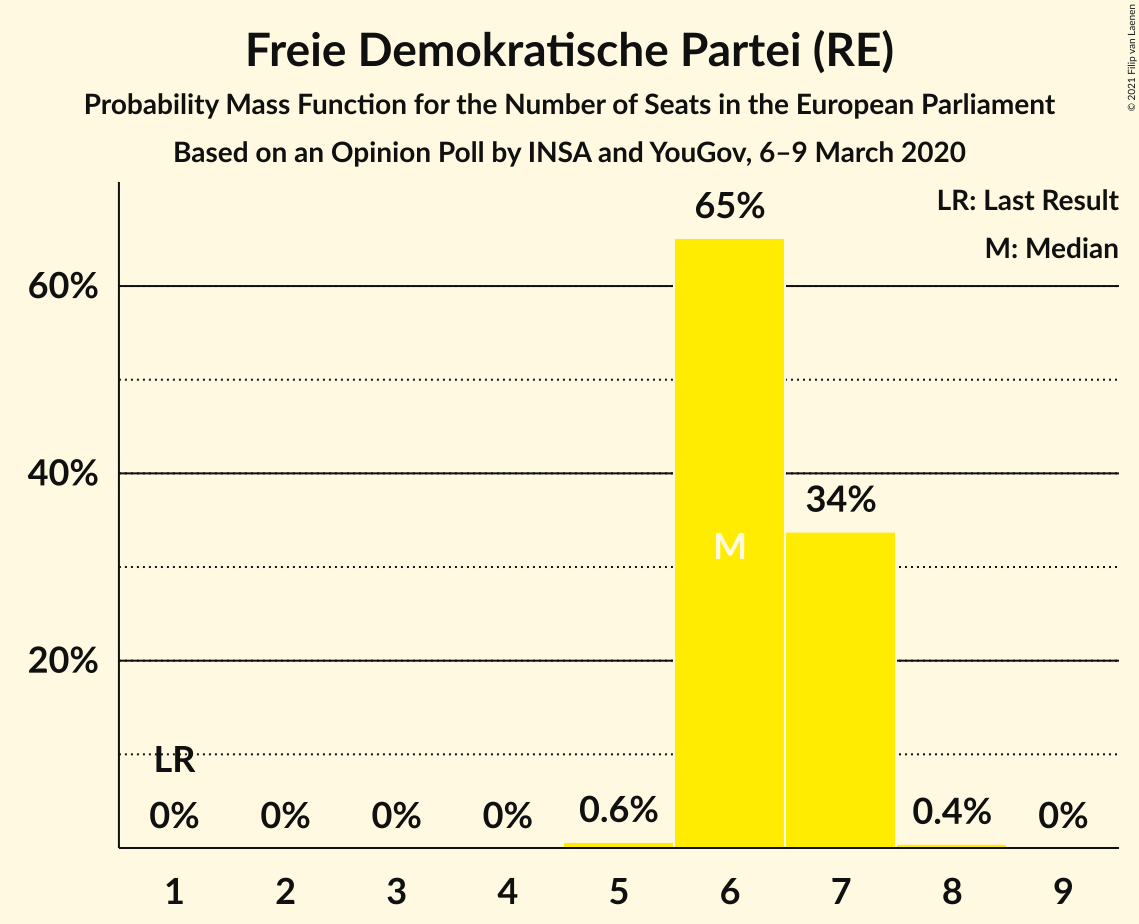 Freie Demokratische Partei (RE)
Probability Mass Function for the Number of Seats in the European Parliament
Based on an Opinion Poll by INSA and YouGov, 6–9 March 2020
© 2021 Filip van Laenen
LR: Last Result
M: Median
65%
60%
40%
34%
M
20%
LR
0% 0% 0% 0% 0.6% 0.4% 0%
1 2 3 4 5 6 7 8 9